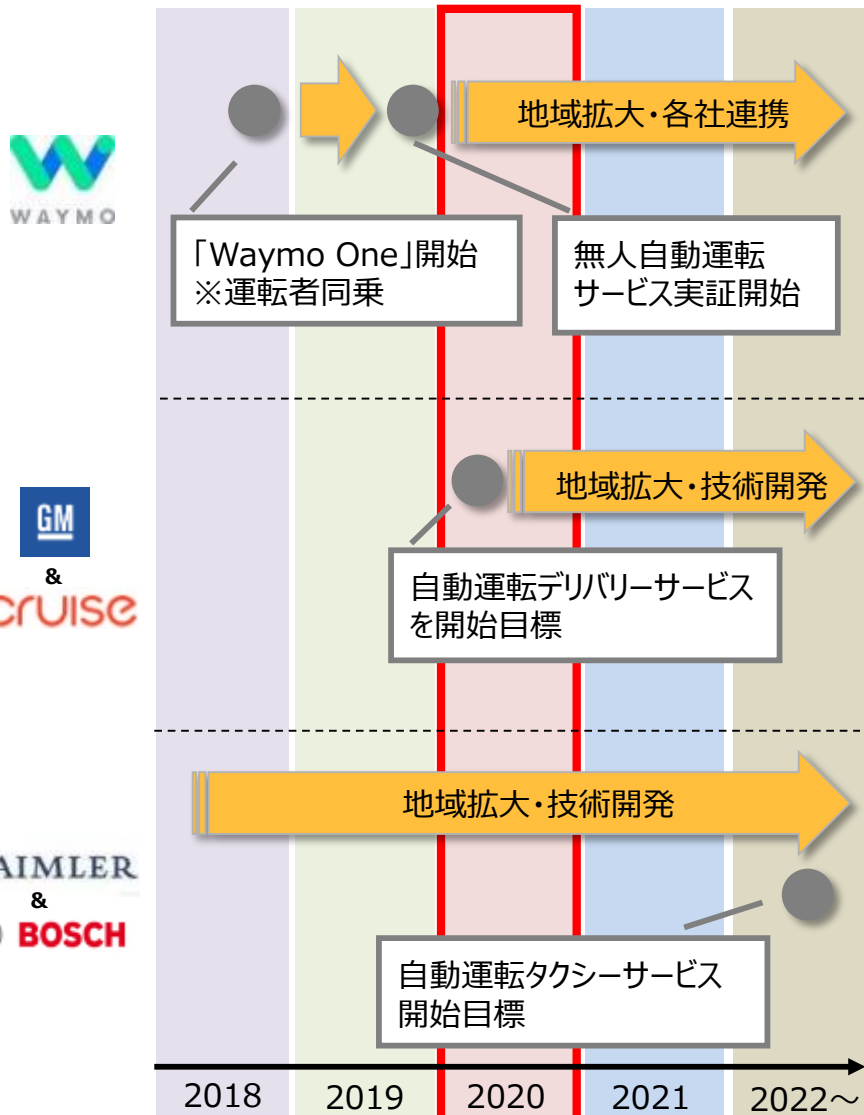 地域拡大・各社連携
WAYMO
「Waymo One」開始
※運転者同乗
無人自動運転
サービス実証開始
地域拡大・技術開発
GM
&
cruise
自動運転デリバリーサービス
を開始目標
地域拡大・技術開発
AIMLER
&
BOSCH
自動運転タクシーサービス
開始目標
2018
2019
2020
2021
2022～